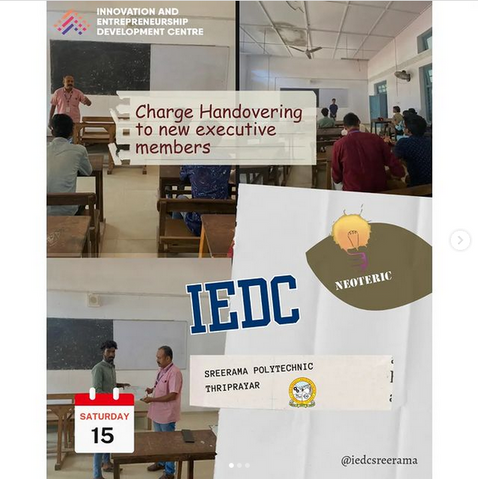 INNOVATION AND
ENTREPRENEURSHIP
DEVELOPMENT CENTRE
Charge Handovering
to new executive
members
NEOTERIC
IEDC
SREERAMA POLYTECHNIC
THRIPRAYAR
SATURDAY
15
@iedcsreerama